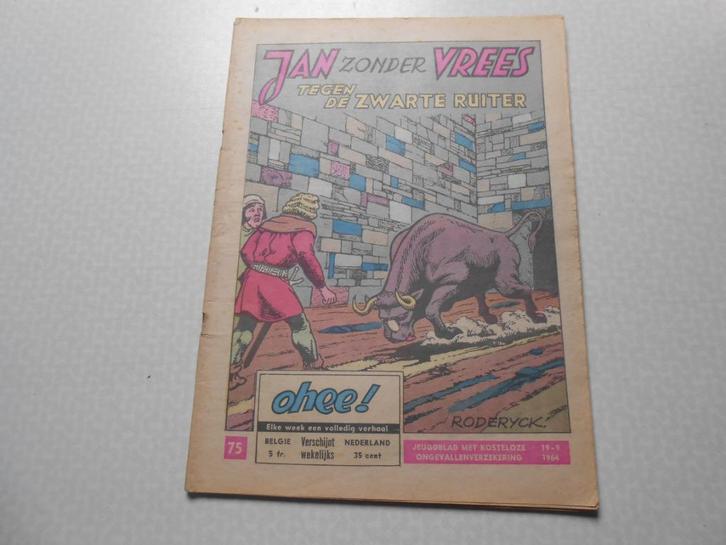 JAN ZONDER VREES
TEGEN
DE ZWARTE RUITER
RODERYCK.
ohee!
Elke week een volledig verhaal
75
BELGIE Verschijnt NEDERLAND
5 fr. wekelijks 35 cent
JEUGDBLAD MET KOSTELOZE
ONGEVALLENVERZEKERING
19-9
1964